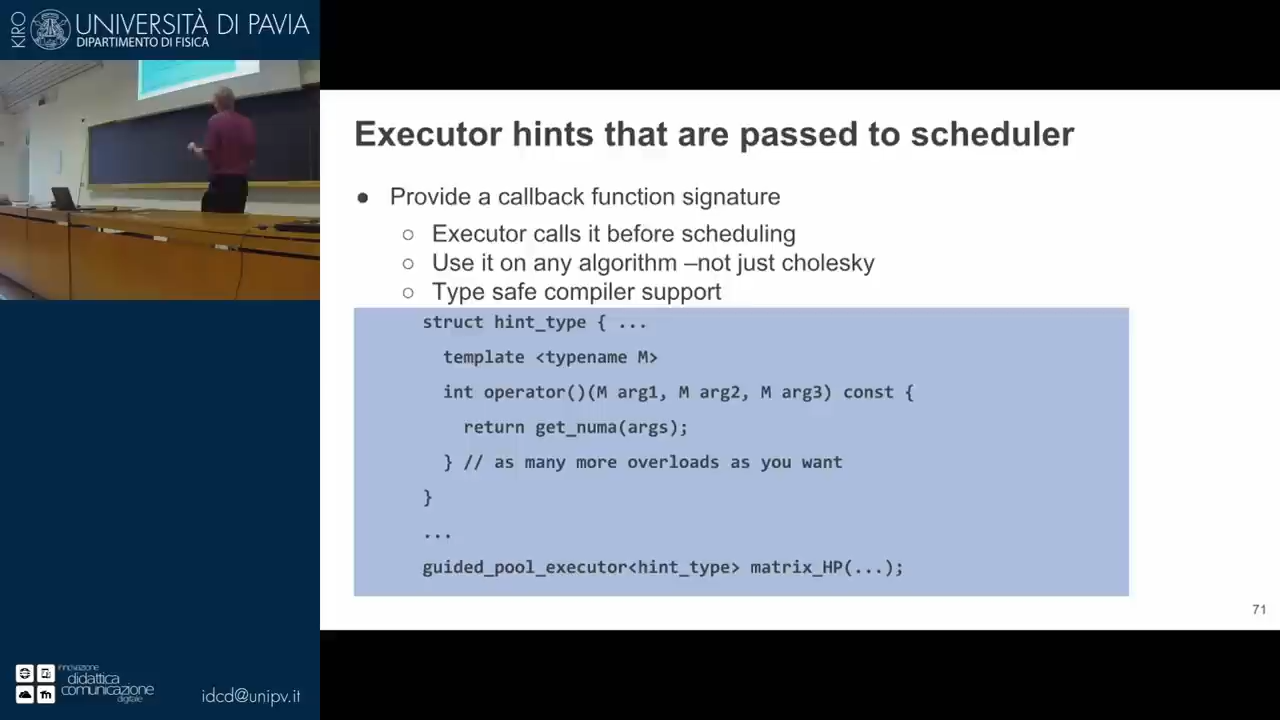 KIRO
UNIVERSITÀ DI PAVIA
DIPARTIMENTO DI FISICA
Executor hints that are passed to scheduler
● Provide a callback function signature
○ Executor calls it before scheduling
○ Use it on any algorithm –not just cholesky
○ Type safe compiler support
struct hint_type { ...
template <typename M>
int operator()(M arg1, M arg2, M arg3) const {
return get_numa(args);
} // as many more overloads as you want
}
...
guided_pool_executor<hint_type> matrix_HP(...);
71
innovazione
didattica
comunicazione
digitale
idcd@unipv.it